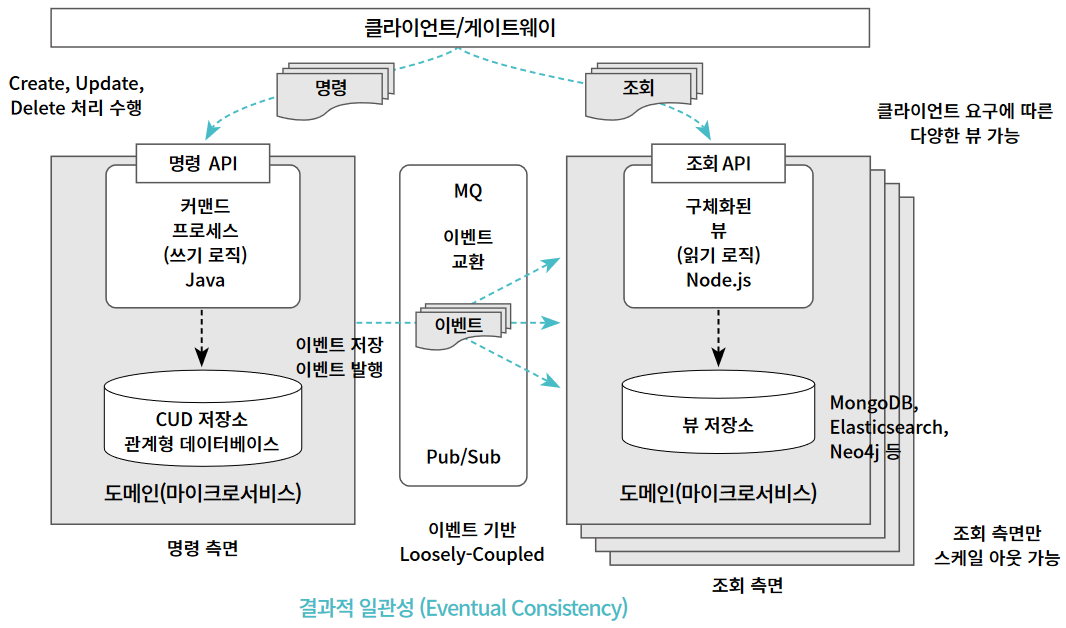 클라이언트/게이트웨이
Create, Update,
Delete 처리 수행
명령
조회
클라이언트 요구에 따른
다양한 뷰 가능
명령 API
커맨드
프로세스
(쓰기 로직)
Java
이벤트 저장
이벤트 발행
CUD 저장소
관계형 데이터베이스
도메인(마이크로서비스)
명령 측면
MQ
이벤트
교환
이벤트
Pub/Sub
이벤트 기반
Loosely-Coupled
조회 API
구체화된
뷰
(읽기 로직)
Node.js
뷰 저장소
MongoDB,
Elasticsearch,
Neo4j 등
도메인(마이크로서비스)
조회 측면만
스케일 아웃 가능
조회 측면
결과적 일관성 (Eventual Consistency)